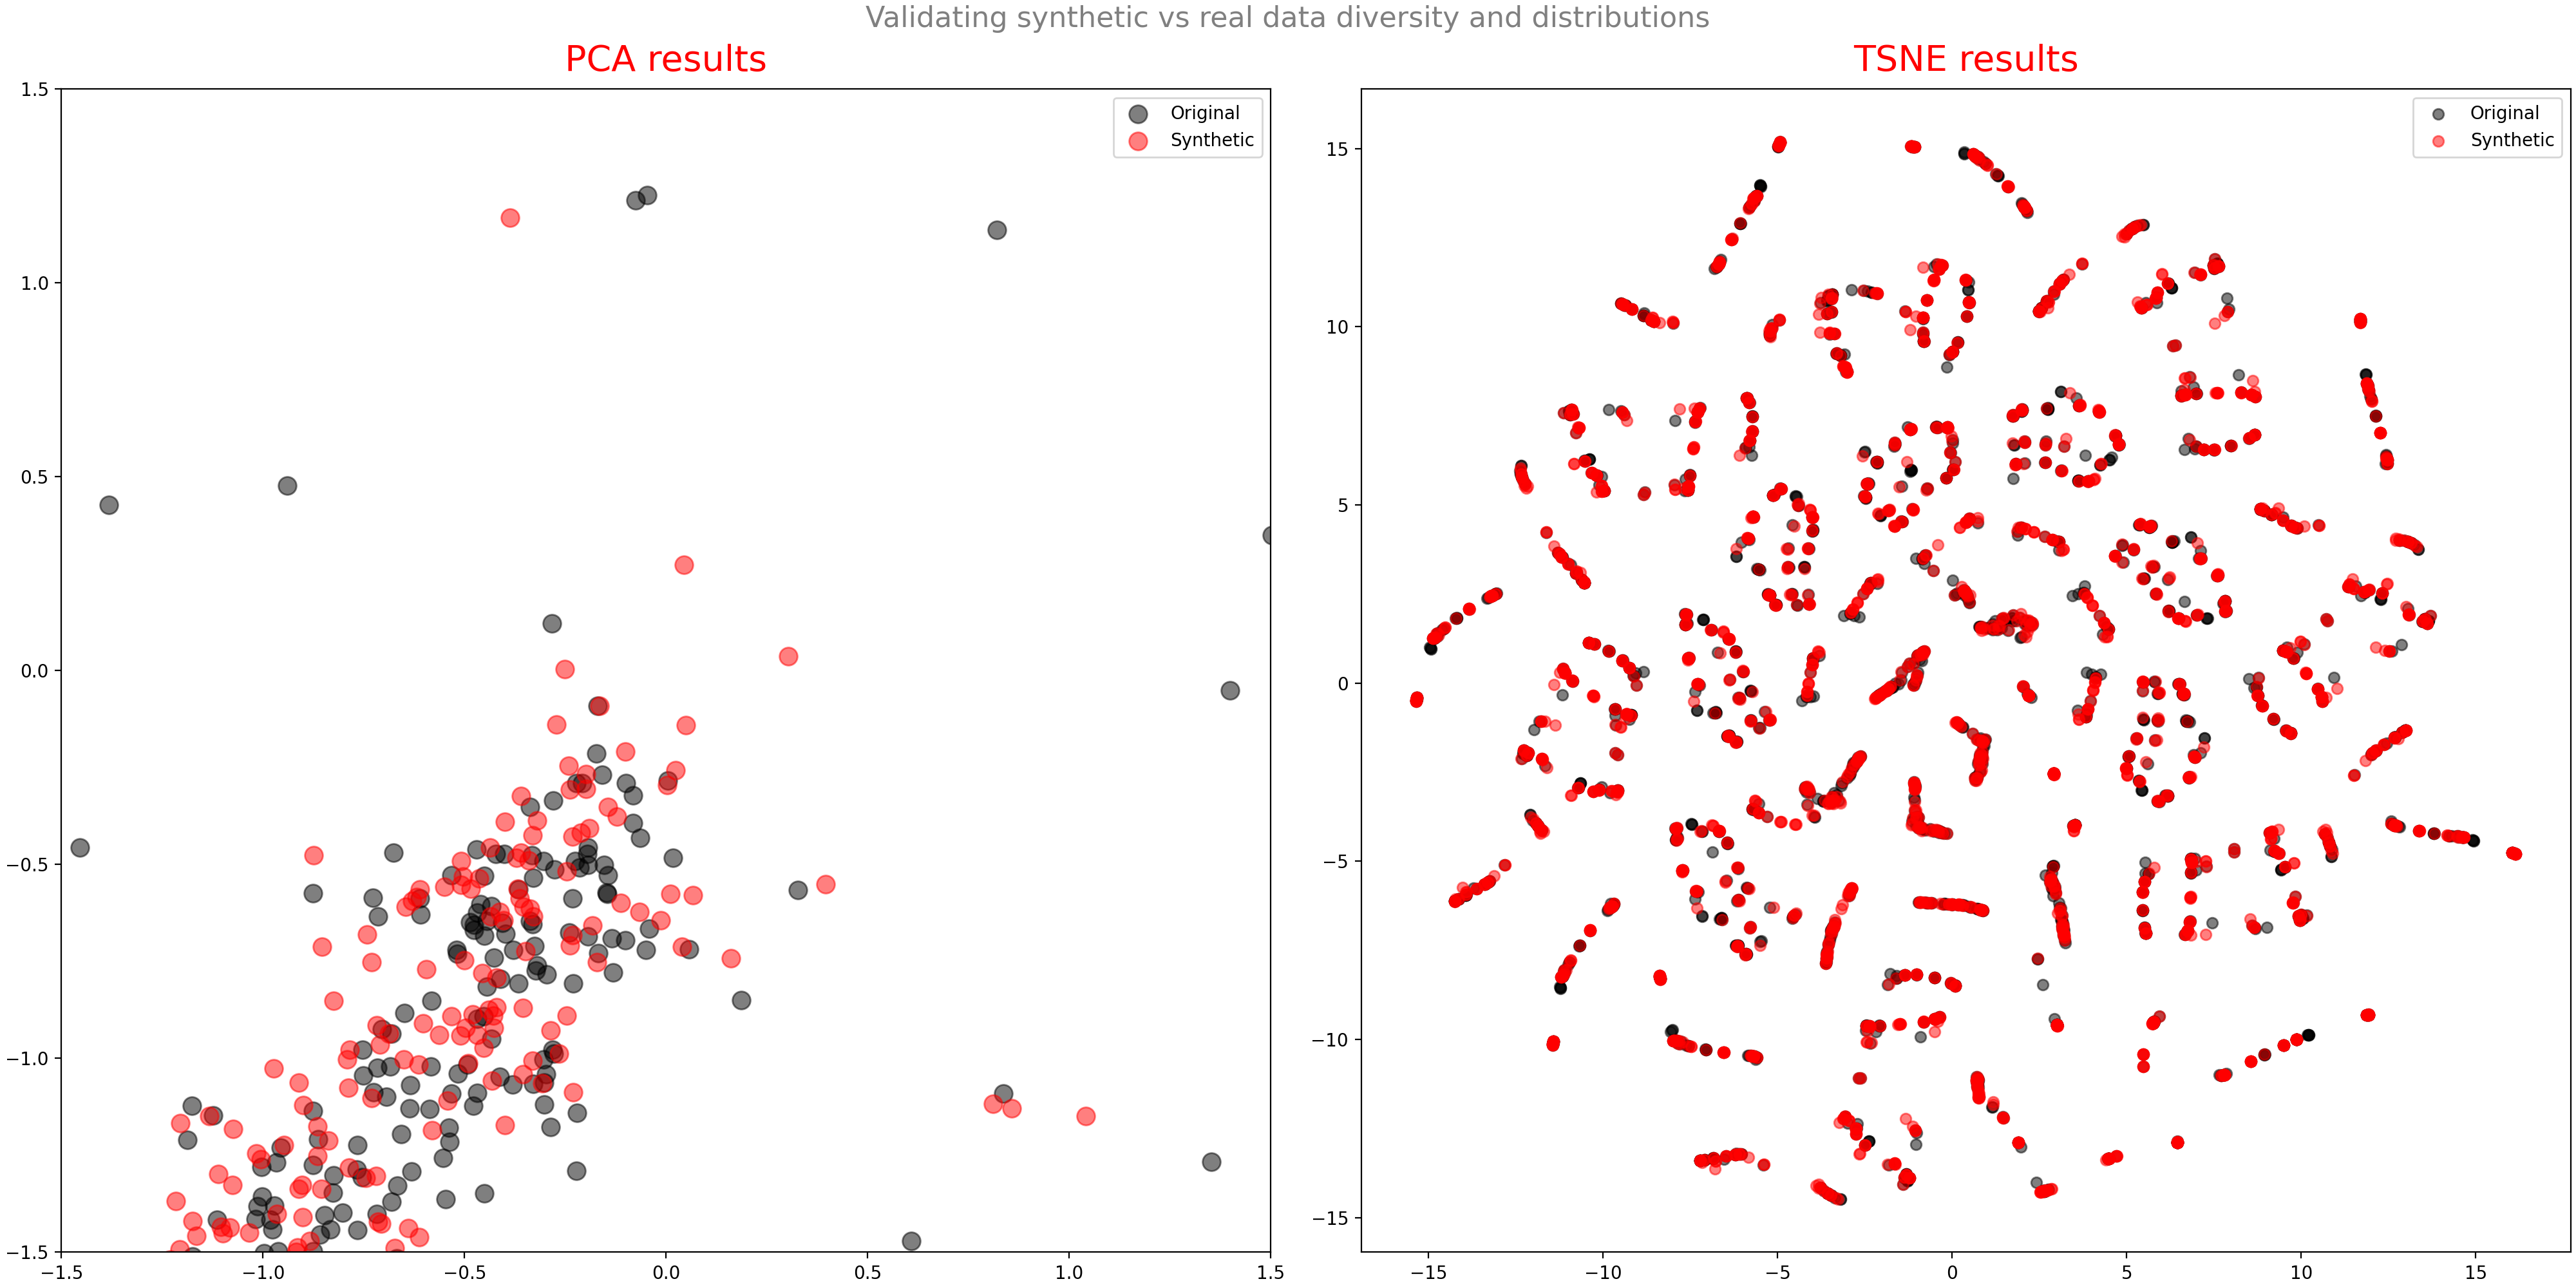 Validating synthetic vs real data diversity and distributions
PCA results
TSNE results
Original
Synthetic
1.5
1.0
0.5
0.0
−0.5
−1.0
−1.5
−1.5 −1.0 −0.5 0.0 0.5 1.0 1.5
Original
Synthetic
15
10
5
0
−5
−10
−15
−15 −10 −5 0 5 10 15